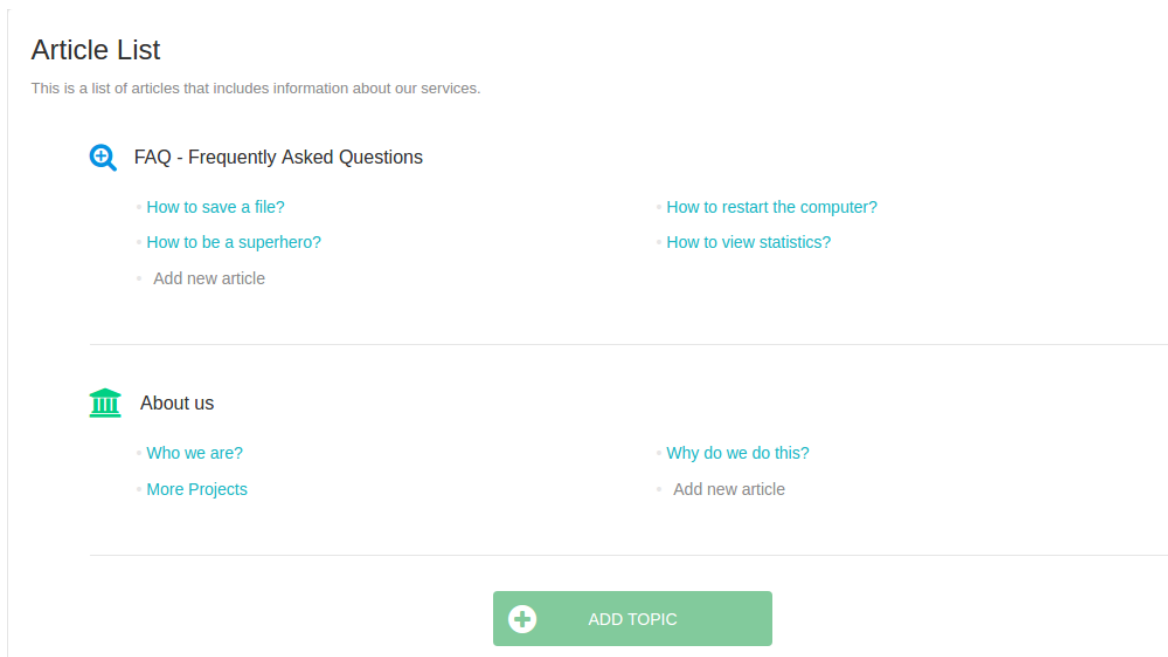 Article List
This is a list of articles that includes information about our services.
FAQ - Frequently Asked Questions
How to save a file?
How to restart the computer?
How to be a superhero?
How to view statistics?
Add new article
About us
Who we are?
Why do we do this?
More Projects
Add new article
ADD TOPIC